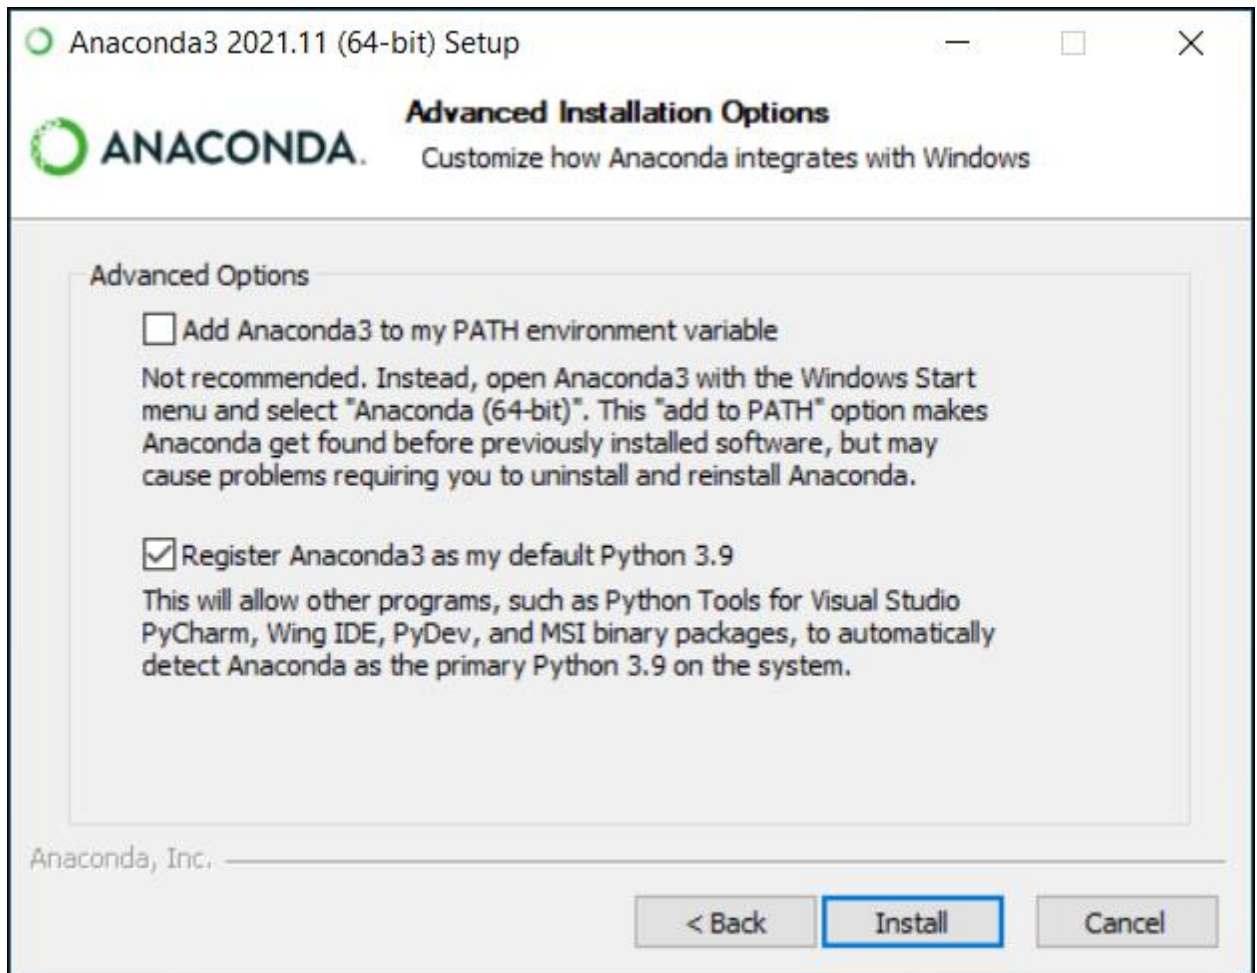 Anaconda3 2021.11 (64-bit) Setup
ANACONDA.
Advanced Installation Options
Customize how Anaconda integrates with Windows
Advanced Options
Add Anaconda3 to my PATH environment variable
Not recommended. Instead, open Anaconda3 with the Windows Start
menu and select "Anaconda (64-bit)". This "add to PATH" option makes
Anaconda get found before previously installed software, but may
cause problems requiring you to uninstall and reinstall Anaconda.
Register Anaconda3 as my default Python 3.9
This will allow other programs, such as Python Tools for Visual Studio
PyCharm, Wing IDE, PyDev, and MSI binary packages, to automatically
detect Anaconda as the primary Python 3.9 on the system.
Anaconda, Inc.
< Back
Install
Cancel